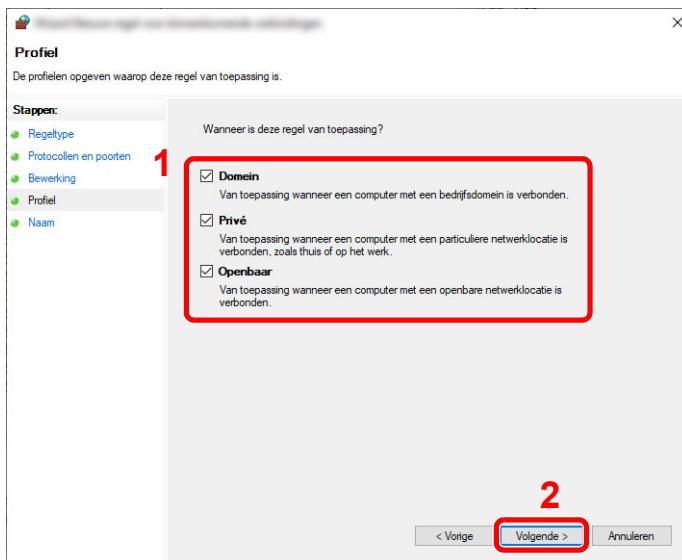 Profiel
De profielen opgeven waarop deze regel van toepassing is.
Stappen:
Regeltype
Protocollen en poorten
Bewerking
Profiel
Naam
Wanneer is deze regel van toepassing?
1
Domein
Van toepassing wanneer een computer met een bedrijfsdomein is verbonden.
Privé
Van toepassing wanneer een computer met een particuliere netwerklocatie is
verbonden, zoals thuis of op het werk.
Openbaar
Van toepassing wanneer een computer met een openbare netwerklocatie is
verbonden.
2
< Vorige
Volgende >
Annuleren